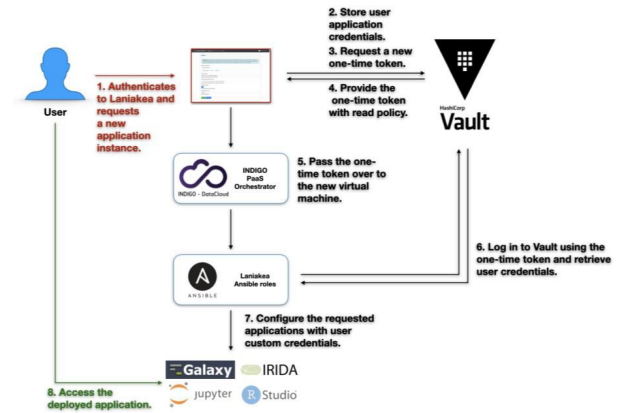 2. Store user
application
credentials.
3. Request a new
one-time token.
4. Provide the
one-time token
with read policy.
HashiCorp
Vault
User
1. Authenticates
to Laniakea and
requests
a new
application
instance.
INDIGO - DataCloud
INDIGO
PaaS
Orchestrator
5. Pass the one-
time token over to
the new virtual
machine.
6. Log in to Vault using the
one-time token and retrieve
user credentials.
A
ANSIBLE
Laniakea
Ansible roles
7. Configure the requested
applications with user
custom credentials.
Galaxy
IRIDA
jupyter
R Studio
8. Access the
deployed application.